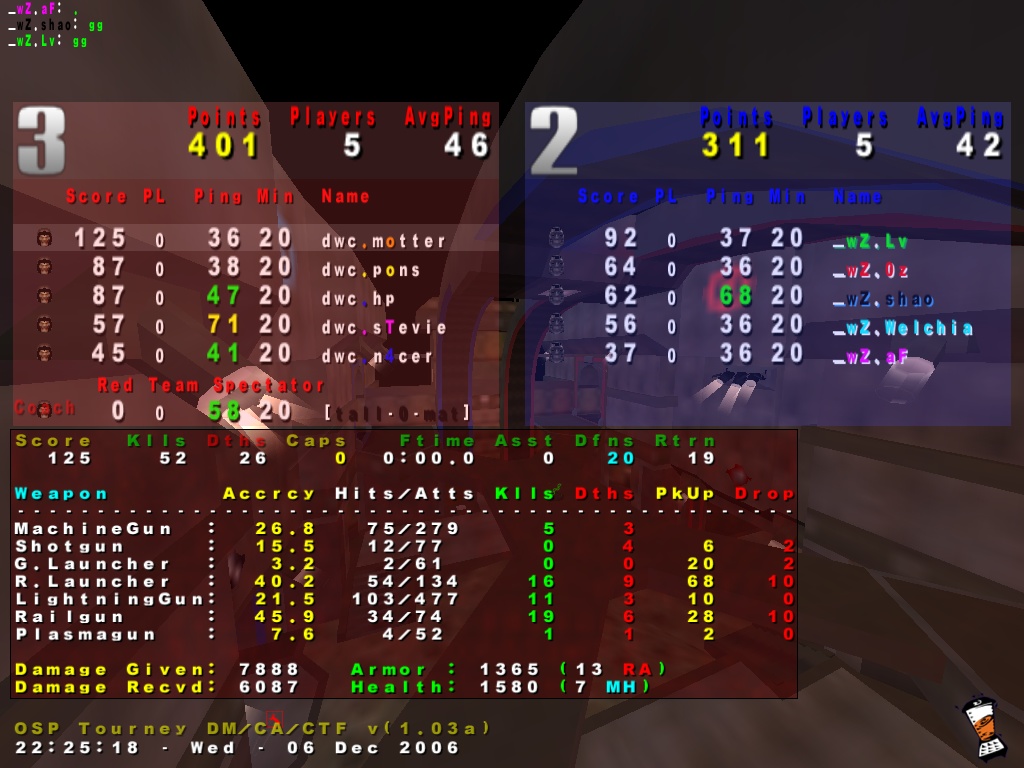 _wZ.aF: .
_wZ.shao: gg
_wZ.Lv: gg
3 Points Players AvgPing
401 5 46
Score PL Ping Min Name
125 0 36 20 dwc.motter
87 0 38 20 dwc.pons
87 0 47 20 dwc.hp
57 0 71 20 dwc.sTevie
45 0 41 20 dwc.n4cer
Red Team Spectator
Coach 0 0 58 20 [tall-0-mat]
2 Points Players AvgPing
311 5 42
Score PL Ping Min Name
92 0 37 20 _wZ.Lv
64 0 36 20 _wZ.Oz
62 0 68 20 _wZ.shao
56 0 36 20 _wZ.Welchia
37 0 36 20 _wZ.aF
Score Klls Dths Caps Ftime Asst Dfns Rtrn
125 52 26 0 0:00.0 0 20 19
Weapon Accrcy Hits/Atts Klls Dths PkUp Drop
MachineGun : 26.8 75/279 5 3
Shotgun : 15.5 12/77 0 4 6 2
G.Launcher : 3.2 2/61 0 0 20 2
R.Launcher : 40.2 54/134 16 9 68 10
LightningGun: 21.5 103/477 11 3 10 0
Railgun : 45.9 34/74 19 6 28 10
Plasmagun : 7.6 4/52 1 1 2 0
Damage Given: 7888 Armor : 1365 (13 RA)
Damage Recvd: 6087 Health: 1580 (7 MH)
OSP Tourney DM/CA/CTF v(1.03a)
22:25:18 - Wed - 06 Dec 2006